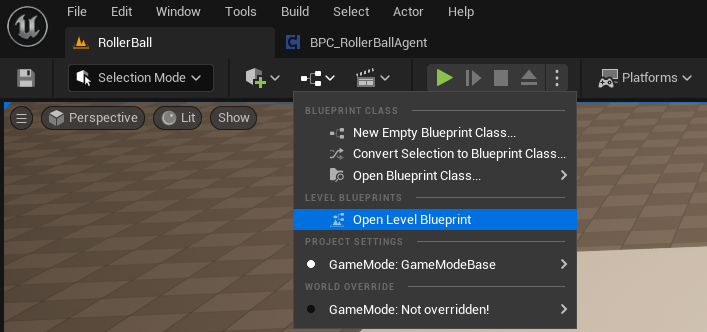 File Edit Window Tools Build Select Actor Help
RollerBall BPC_RollerBallAgent
Selection Mode Platforms
Perspective Lit Show
BLUEPRINT CLASS
New Empty Blueprint Class...
Convert Selection to Blueprint Class...
Open Blueprint Class...
LEVEL BLUEPRINTS
Open Level Blueprint
PROJECT SETTINGS
GameMode: GameModeBase
WORLD OVERRIDE
GameMode: Not overridden!